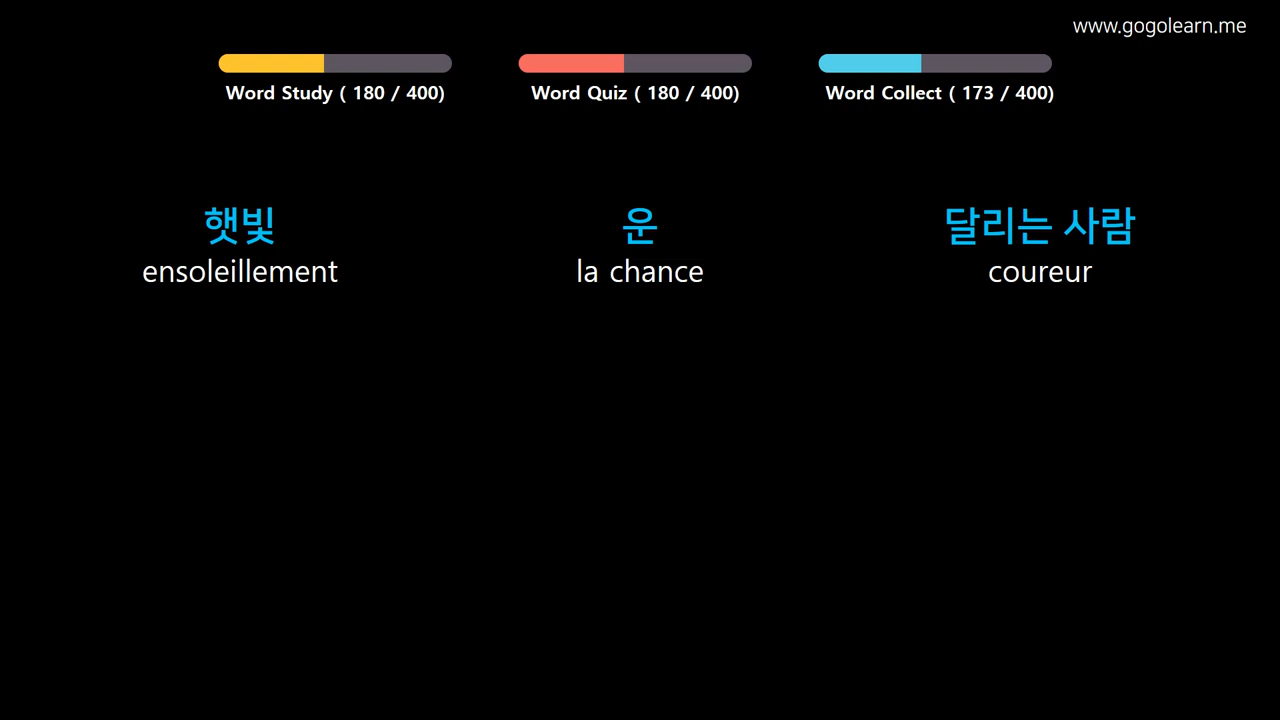 www.gogolearn.me
Word Study ( 180 / 400)
Word Quiz ( 180 / 400)
Word Collect ( 173 / 400)
햇빛
ensoleillement
운
la chance
달리는 사람
coureur